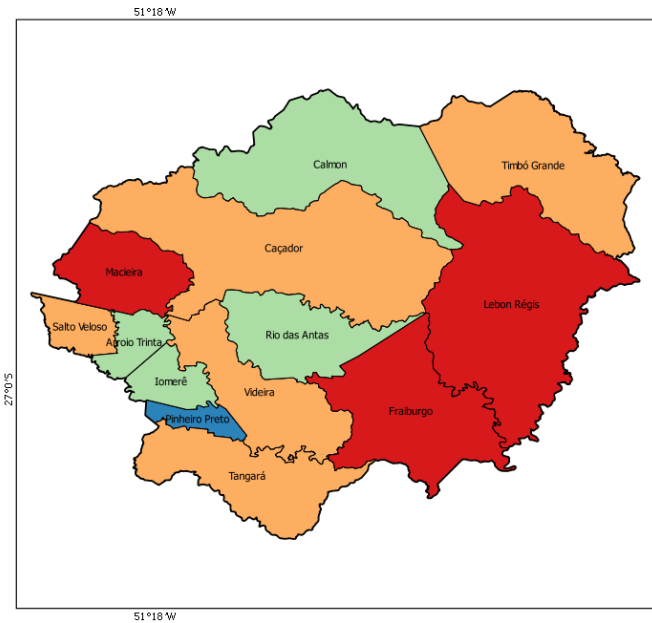 51°18'W
Calmon
Timbó Grande
Caçador
Macieira
Lebon Régis
Salto Veloso
Arroio Trinta
Rio das Antas
Iomerê
Videira
27°0'S
Pinheiro Preto
Fraiburgo
Tangará
51°18'W